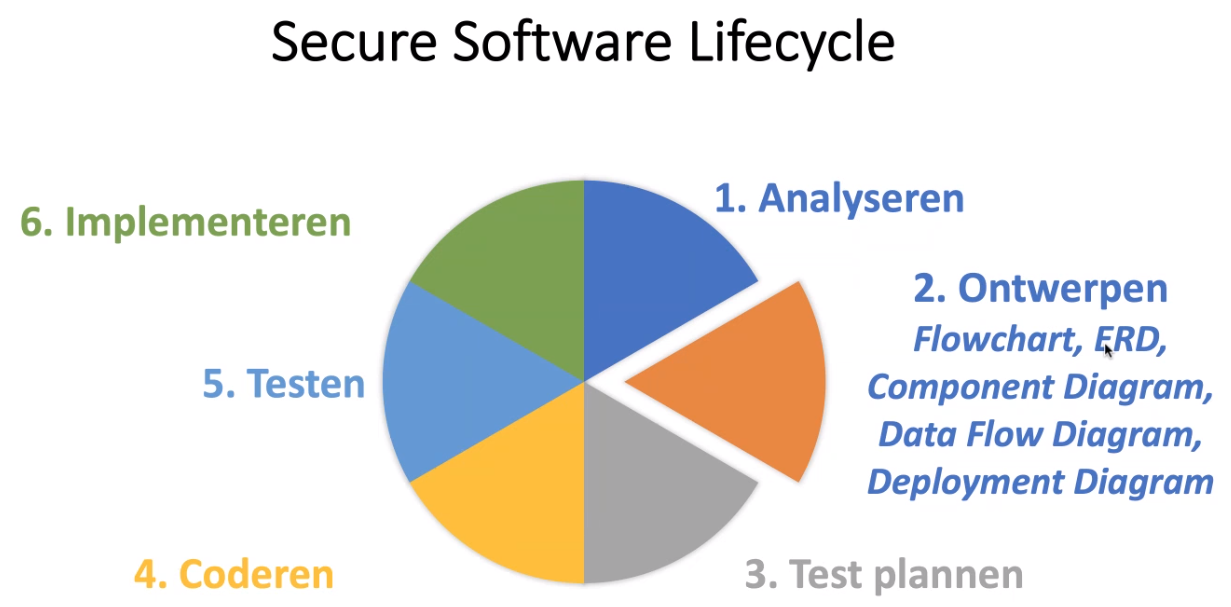 Secure Software Lifecycle
1. Analyseren
6. Implementeren
2. Ontwerpen
Flowchart, ERD,
Component Diagram,
Data Flow Diagram,
Deployment Diagram
5. Testen
4. Coderen
3. Test plannen